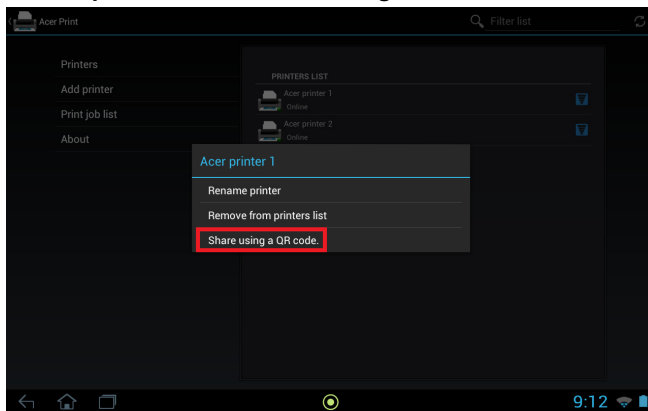 Acer Print
Filter list
Printers
Add printer
Print job list
About
PRINTERS LIST
Acer printer 1
Online
Acer printer 2
Online
Acer printer 1
Rename printer
Remove from printers list
Share using a QR code.
9:12